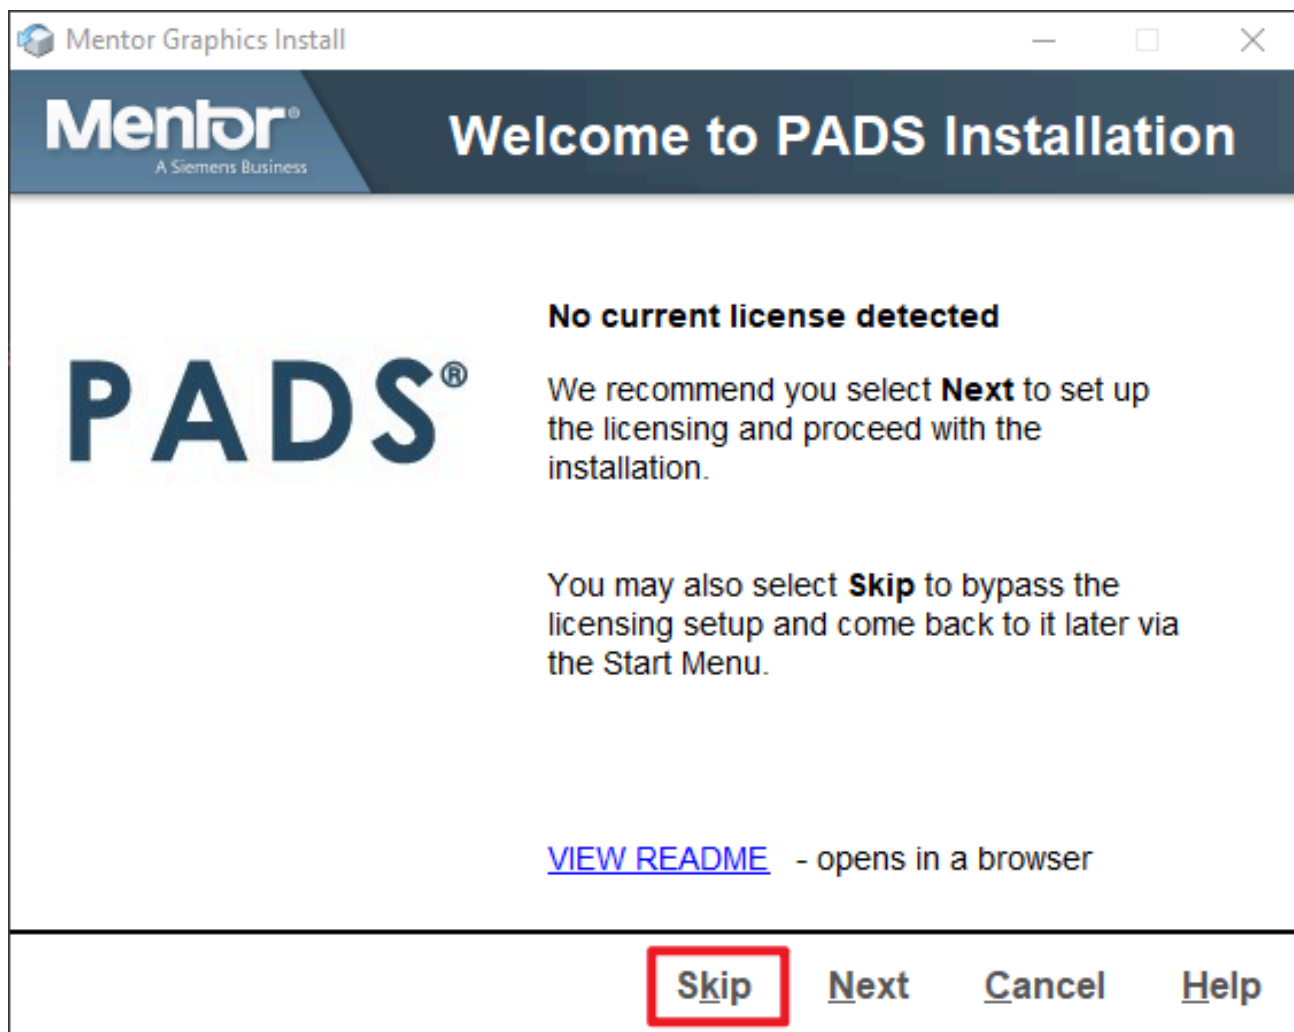 Mentor Graphics Install
Mentor®
A Siemens Business
Welcome to PADS Installation
PADS®
No current license detected
We recommend you select Next to set up
the licensing and proceed with the
installation.
You may also select Skip to bypass the
licensing setup and come back to it later via
the Start Menu.
VIEW README - opens in a browser
Skip Next Cancel Help